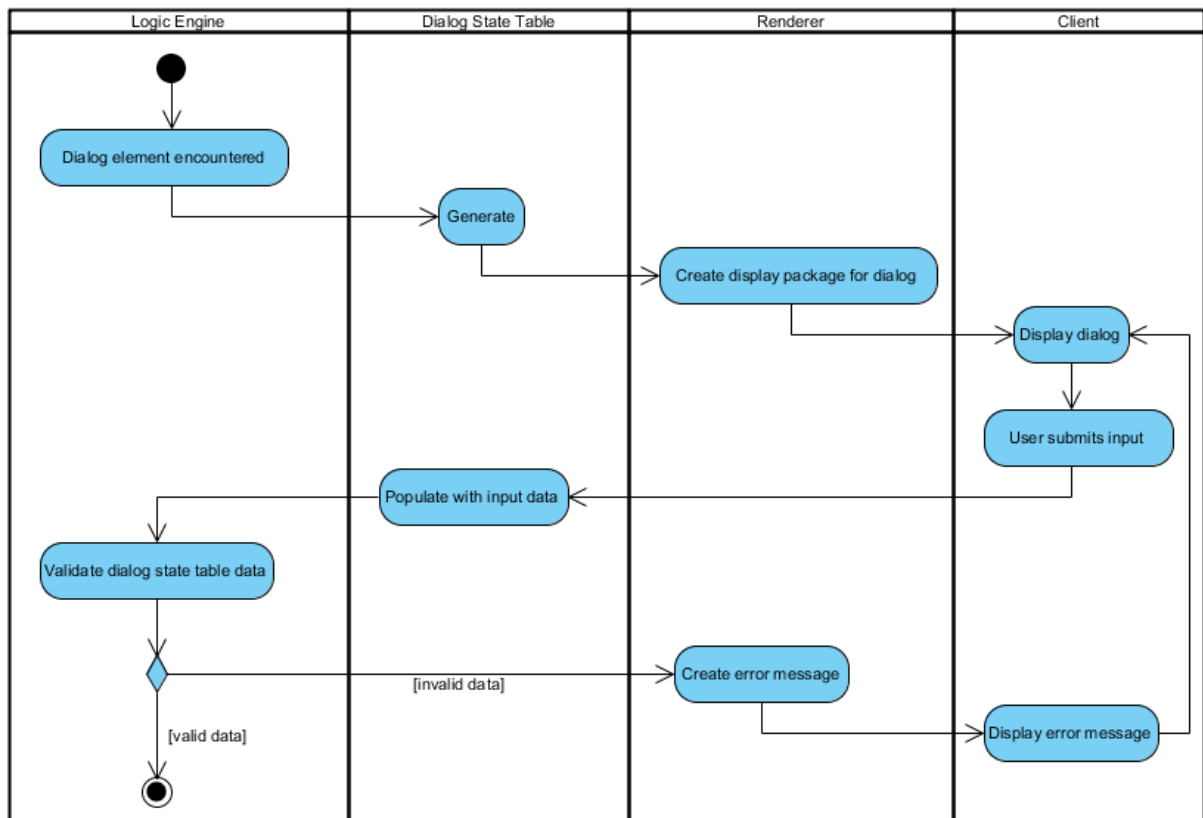 Logic Engine
Dialog State Table
Renderer
Client
Dialog element encountered
Generate
Create display package for dialog
Display dialog
User submits input
Populate with input data
Validate dialog state table data
[invalid data]
Create error message
[valid data]
Display error message